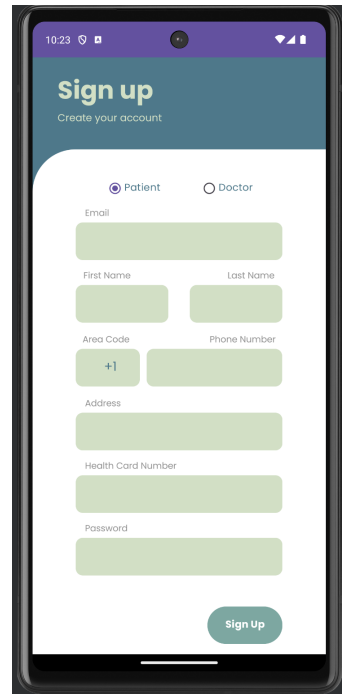 10:23
Sign up
Create your account
Patient Doctor
Email
First Name Last Name
Area Code Phone Number
+1
Address
Health Card Number
Password
Sign Up